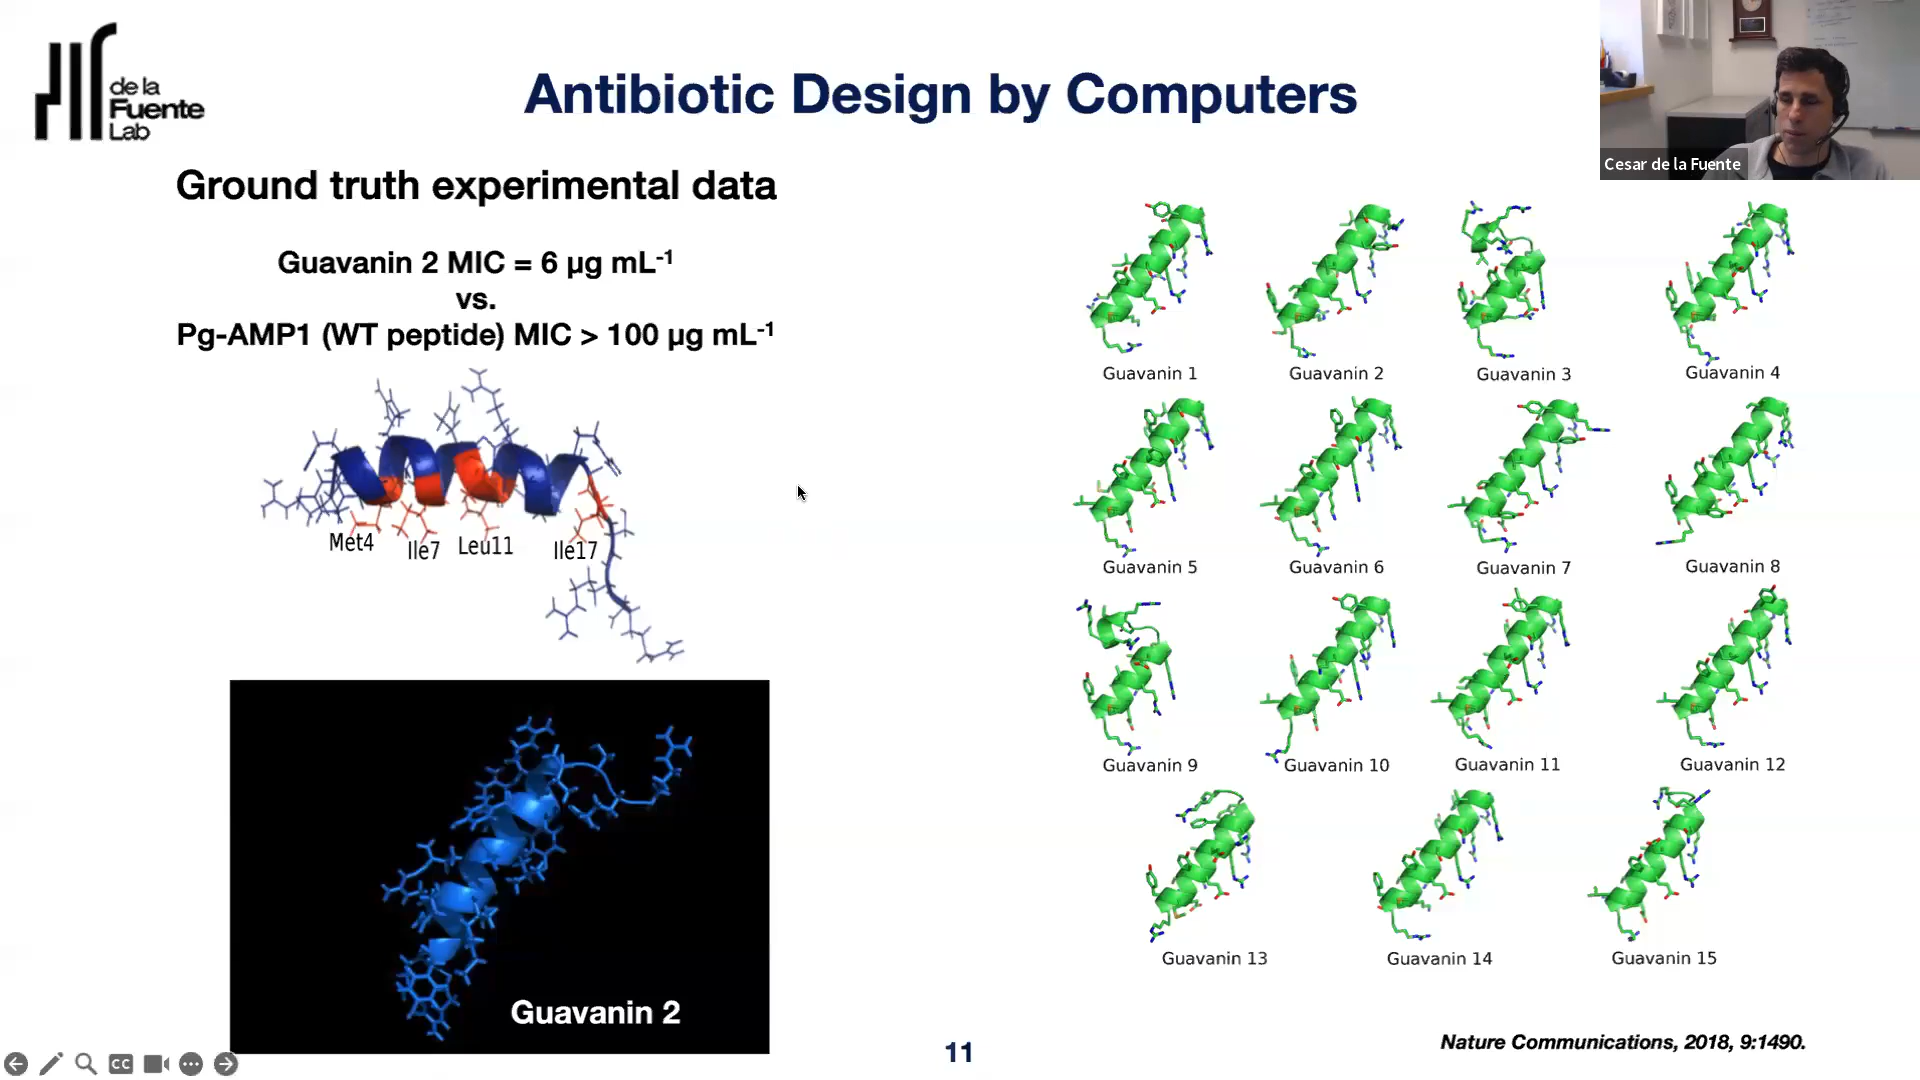 de la
Fuente
Lab
Antibiotic Design by Computers
Cesar de la Fuente
Ground truth experimental data
Guavanin 2 MIC = 6 µg mL⁻¹
vs.
Pg-AMP1 (WT peptide) MIC > 100 µg mL⁻¹
Met4
Ile7
Leu11
Ile17
Guavanin 2
Guavanin 1
Guavanin 2
Guavanin 3
Guavanin 4
Guavanin 5
Guavanin 6
Guavanin 7
Guavanin 8
Guavanin 9
Guavanin 10
Guavanin 11
Guavanin 12
Guavanin 13
Guavanin 14
Guavanin 15
CC
11
Nature Communications, 2018, 9:1490.